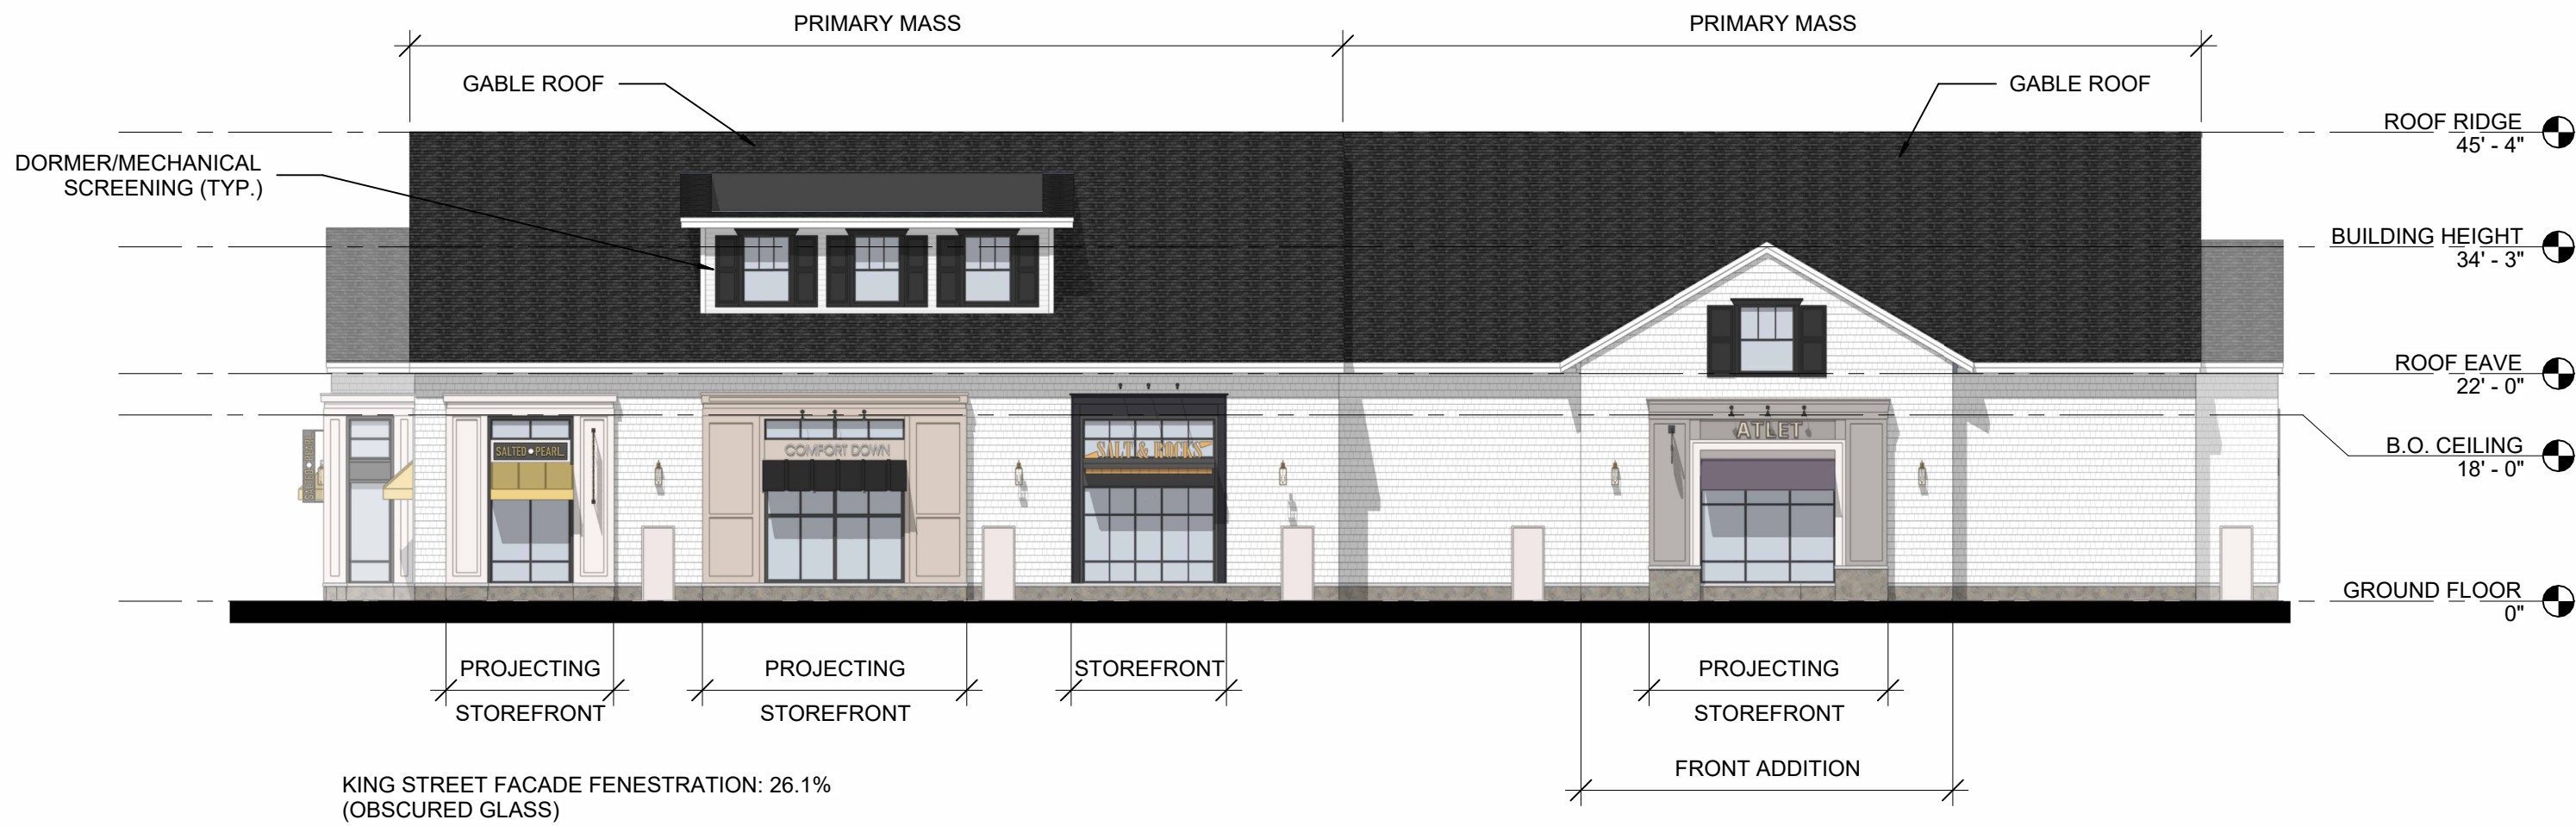 PRIMARY MASS
PRIMARY MASS
GABLE ROOF
GABLE ROOF
ROOF RIDGE
45' - 4"
DORMER/MECHANICAL
SCREENING (TYP.)
BUILDING HEIGHT
34' - 3"
ROOF EAVE
22' - 0"
B.O. CEILING
18' - 0"
GROUND FLOOR
0"
SALTED PEARL
SALTED PEARL
COMFORT DOWN
SALT & ROCKS
ATLET
PROJECTING
STOREFRONT
PROJECTING
STOREFRONT
STOREFRONT
PROJECTING
STOREFRONT
FRONT ADDITION
KING STREET FACADE FENESTRATION: 26.1%
(OBSCURED GLASS)